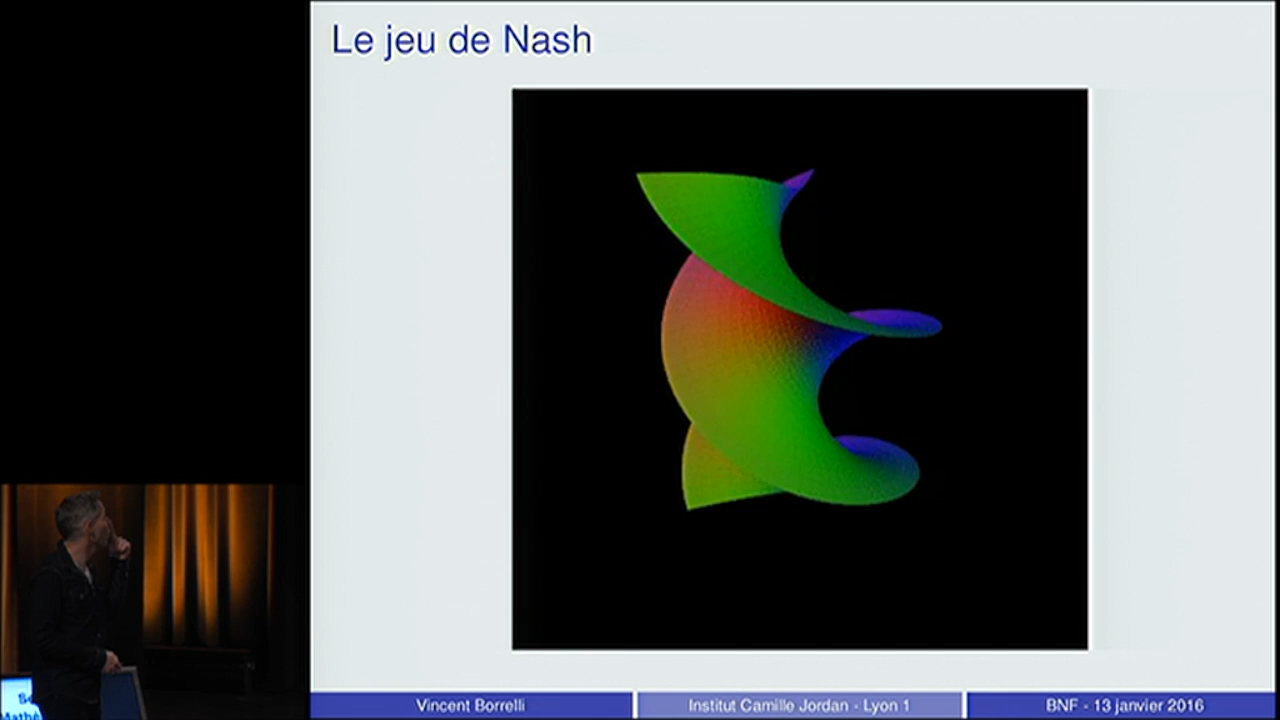 Le jeu de Nash
Vincent Borrelli
Institut Camille Jordan - Lyon 1
BNF - 13 janvier 2016